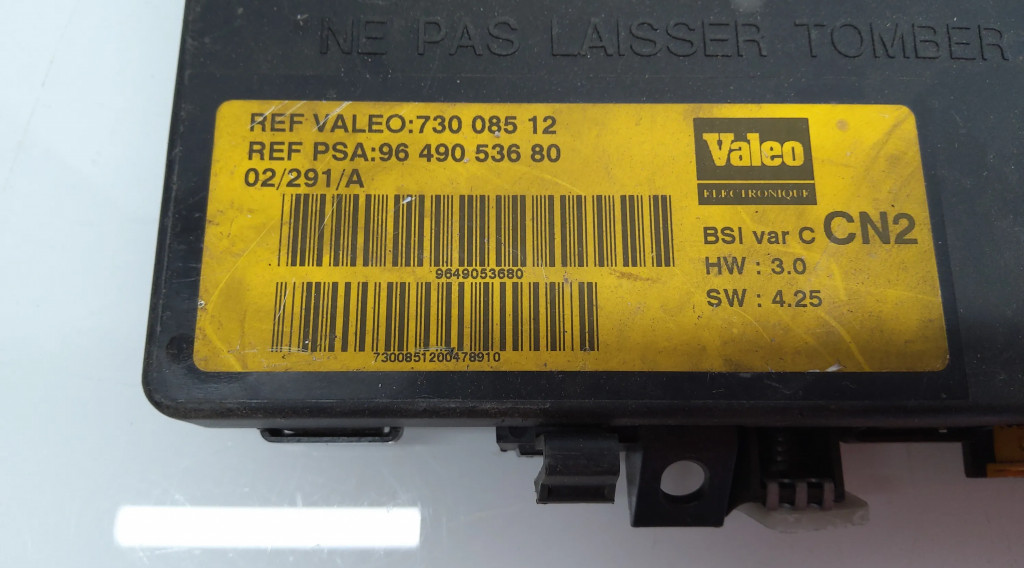 NE PAS LAISSER TOMBER
REF VALEO:730 085 12
REF PSA:96 490 536 80
02/291/A
9649053680
7300851200478910
Valeo
ELECTRONIQUE
BSI var C CN2
HW : 3.0
SW : 4.25